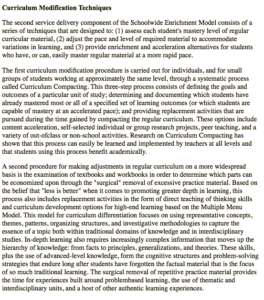 Curriculum Modification Techniques
The second service delivery component of the Schoolwide Enrichment Model consists of a
series of techniques that are designed to: (1) assess each student's mastery level of regular
curricular material, (2) adjust the pace and level of required material to accommodate
variations in learning, and (3) provide enrichment and acceleration alternatives for students
who have, or can, easily master regular material at a more rapid pace.
The first curriculum modification procedure is carried out for individuals, and for small
groups of students working at approximately the same level, through a systematic process
called Curriculum Compacting. This three-step process consists of defining the goals and
outcomes of a particular unit of study; determining and documenting which students have
already mastered most or all of a specified set of learning outcomes (or which students are
capable of mastery at an accelerated pace); and providing replacement activities that are
pursued during the time gained by compacting the regular curriculum. These options include
content acceleration, self-selected individual or group research projects, peer teaching, and a
variety of out-of-class or non-school activities. Research on Curriculum Compacting has
shown that this process can easily be learned and implemented by teachers at all levels and
that students using this process benefit academically.
A second procedure for making adjustments in regular curriculum on a more widespread
basis is the examination of textbooks and workbooks in order to determine which parts can
be economized upon through the "surgical" removal of excessive practice material. Based on
the belief that "less is better" when it comes to promoting greater depth in learning, this
process also includes replacement activities in the form of direct teaching of thinking skills
and curriculum development options for high-end learning based on the Multiple Menu
Model. This model for curriculum differentiation focuses on using representative concepts,
themes, patterns, organizing structures, and investigative methodologies to capture the
essence of a topic both within traditional domains of knowledge and in interdisciplinary
studies. In-depth learning also requires increasingly complex information that moves up the
hierarchy of knowledge: from facts to principles, generalizations, and theories. These skills,
plus the use of advanced-level knowledge, form the cognitive structures and problem-solving
strategies that endure long after students have forgotten the factual material that is the focus
of so much traditional learning. The surgical removal of repetitive practice material provides
the time for experiences built around problembased learning, the use of thematic and
interdisciplinary units, and a host of other authentic learning experiences.